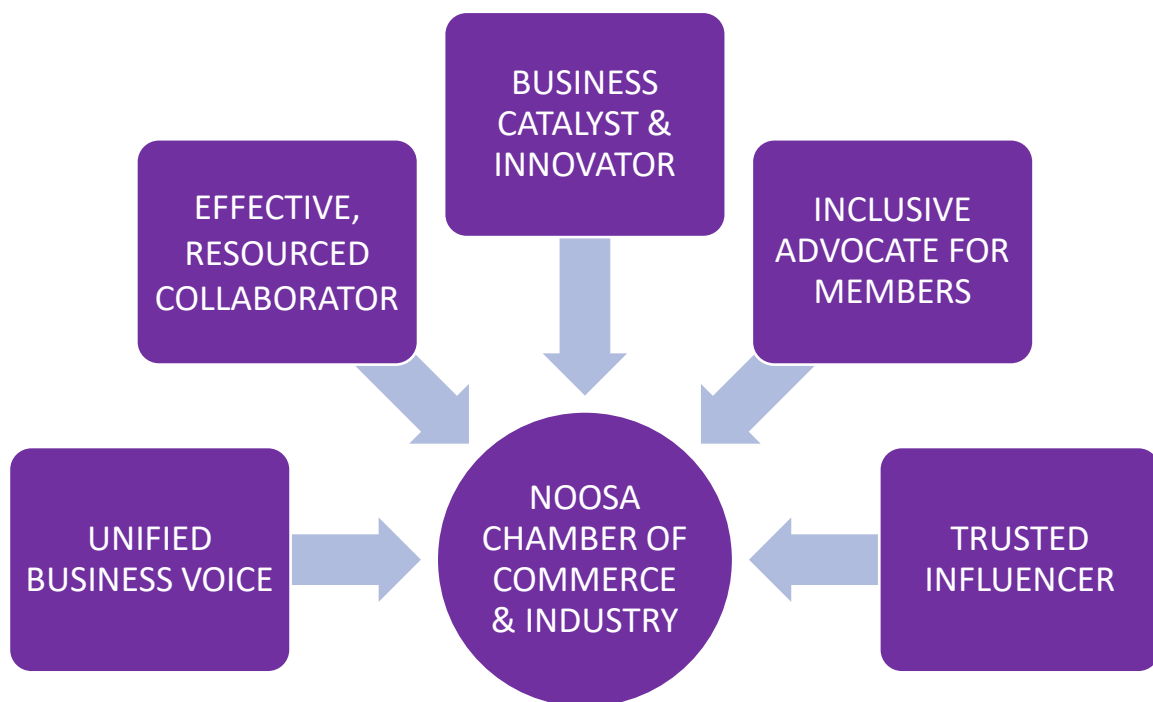 BUSINESS
CATALYST &
INNOVATOR
EFFECTIVE,
RESOURCED
COLLABORATOR
INCLUSIVE
ADVOCATE FOR
MEMBERS
UNIFIED
BUSINESS VOICE
NOOSA
CHAMBER OF
COMMERCE
& INDUSTRY
TRUSTED
INFLUENCER